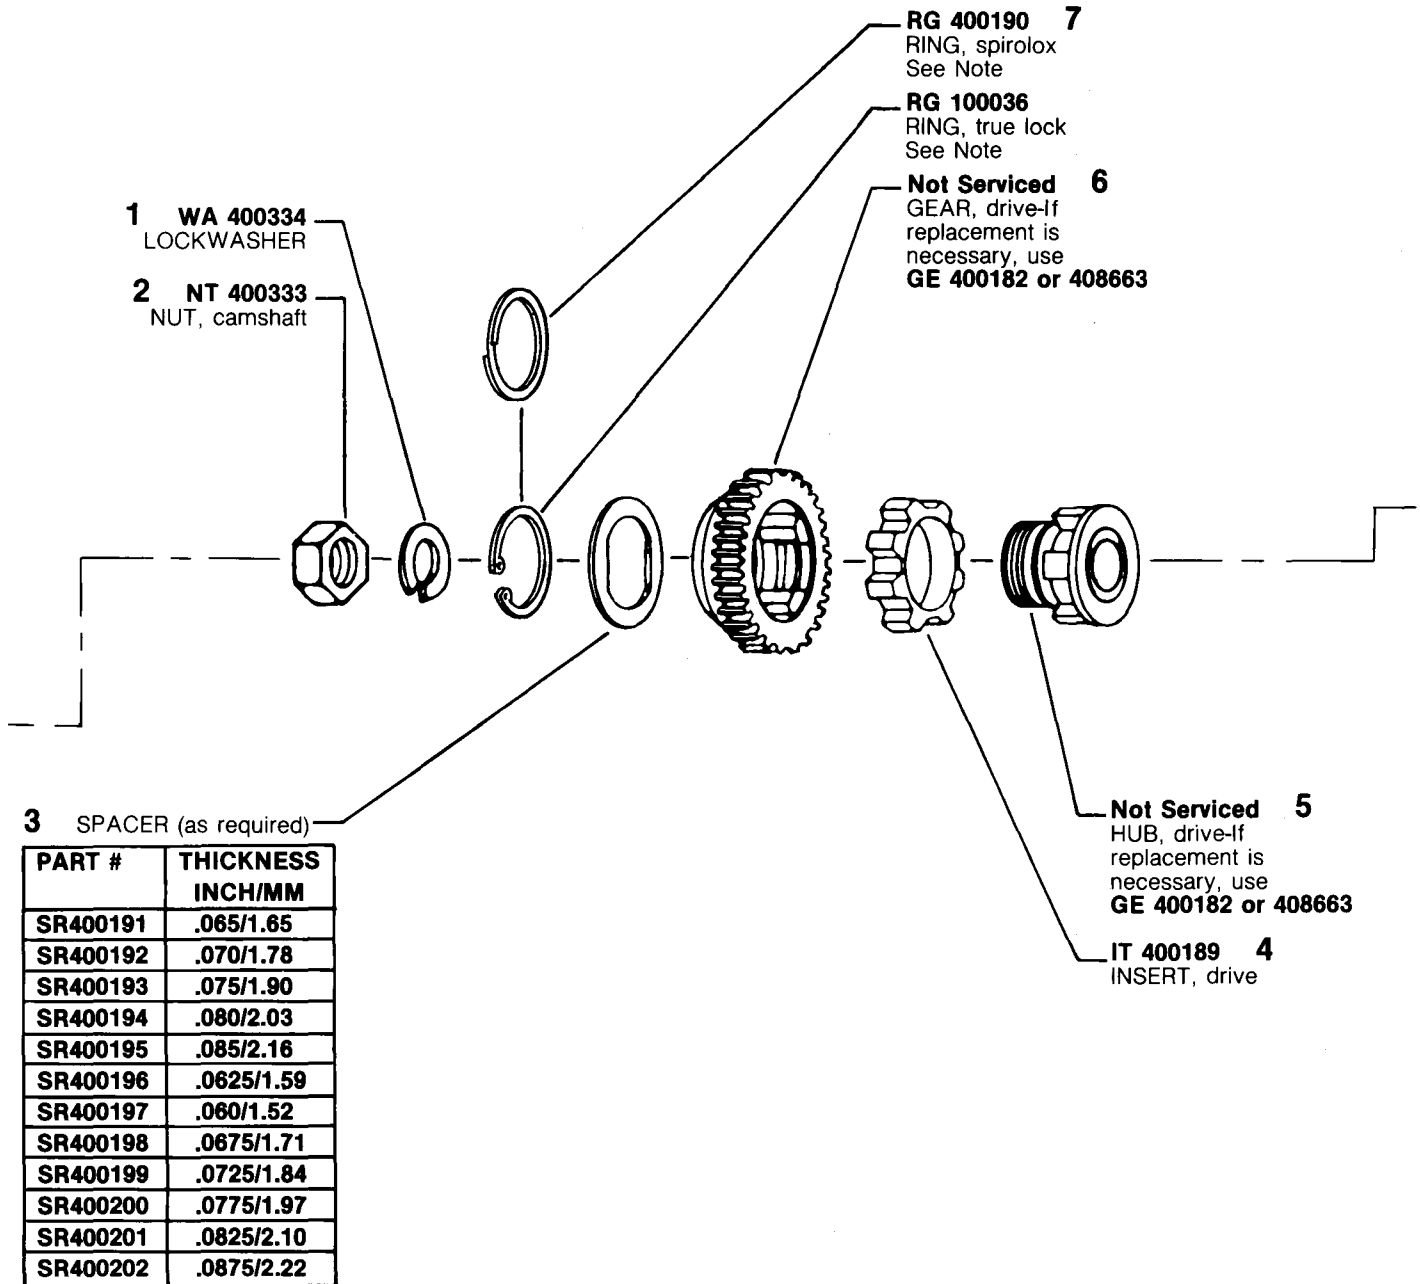 RG 400190 7
RING, spirolox
See Note
RG 100036
RING, true lock
See Note
Not Serviced 6
GEAR, drive-If
replacement is
necessary, use
GE 400182 or 408663
1 WA 400334
LOCKWASHER
2 NT 400333
NUT, camshaft
3 SPACER (as required)
PART # THICKNESS
INCH/MM
SR400191 .065/1.65
SR400192 .070/1.78
SR400193 .075/1.90
SR400194 .080/2.03
SR400195 .085/2.16
SR400196 .0625/1.59
SR400197 .060/1.52
SR400198 .0675/1.71
SR400199 .0725/1.84
SR400200 .0775/1.97
SR400201 .0825/2.10
SR400202 .0875/2.22
Not Serviced 5
HUB, drive-If
replacement is
necessary, use
GE 400182 or 408663
IT 400189 4
INSERT, drive